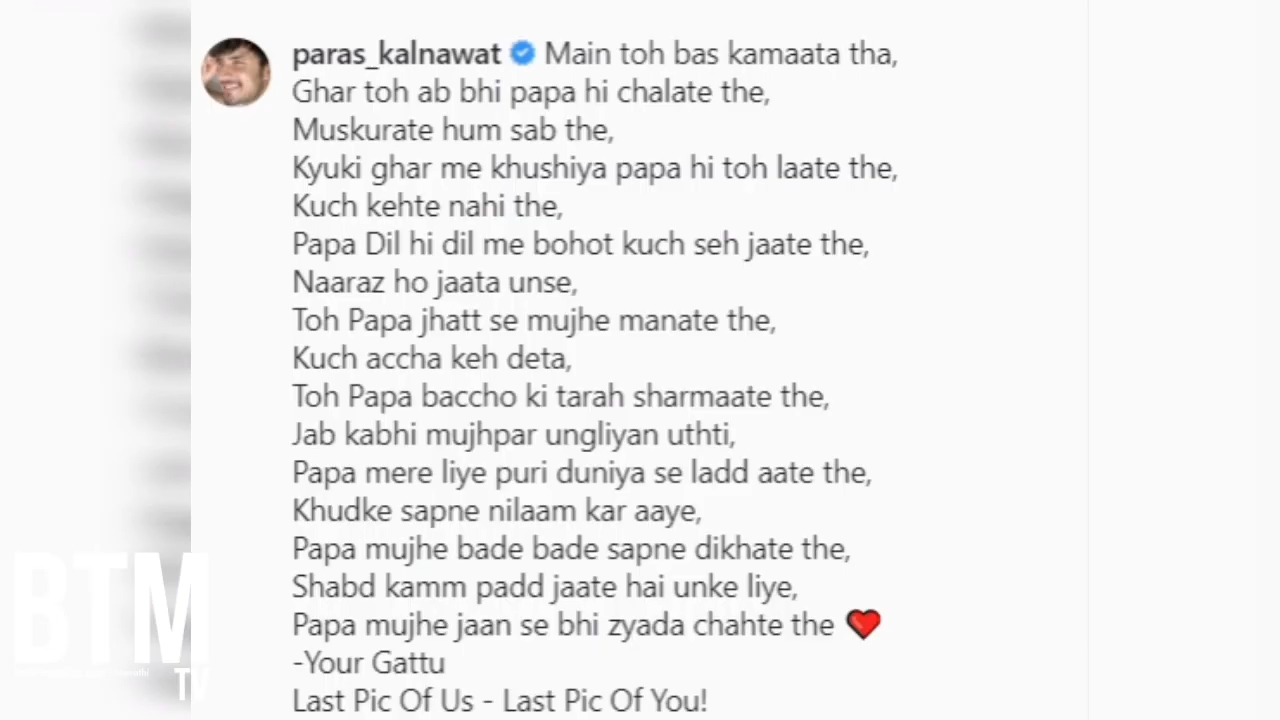 paras_kalnawat Main toh bas kamaata tha,
Ghar toh ab bhi papa hi chalate the,
Muskurate hum sab the,
Kyuki ghar me khushiya papa hi toh laate the,
Kuch kehte nahi the,
Papa Dil hi dil me bohot kuch seh jaate the,
Naaraz ho jaata unse,
Toh Papa jhatt se mujhe manate the,
Kuch accha keh deta,
Toh Papa baccho ki tarah sharmaate the,
Jab kabhi mujhpar ungliyan uthti,
Papa mere liye puri duniya se ladd aate the,
Khudke sapne nilaam kar aaye,
Papa mujhe bade bade sapne dikhate the,
Shabd kamm padd jaate hai unke liye,
Papa mujhe jaan se bhi zyada chahte the ❤️
-Your Gattu
Last Pic Of Us - Last Pic Of You!
BTM
TV